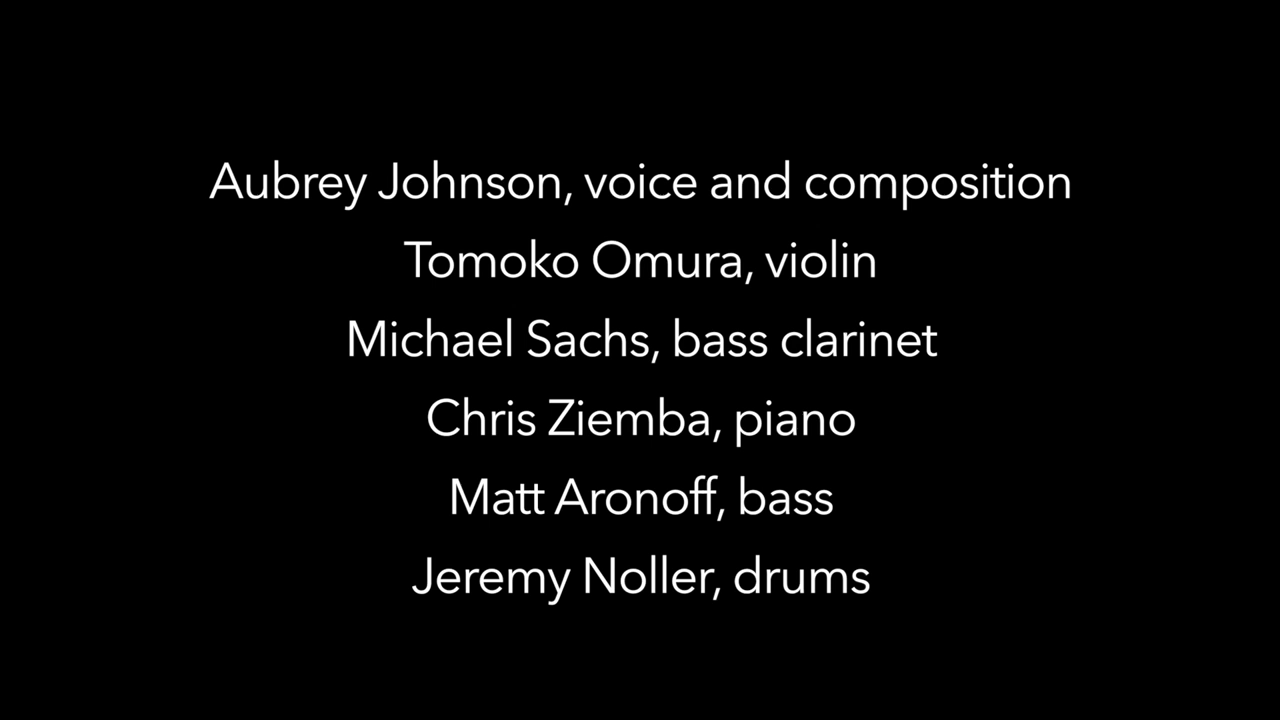 Aubrey Johnson, voice and composition
Tomoko Omura, violin
Michael Sachs, bass clarinet
Chris Ziemba, piano
Matt Aronoff, bass
Jeremy Noller, drums